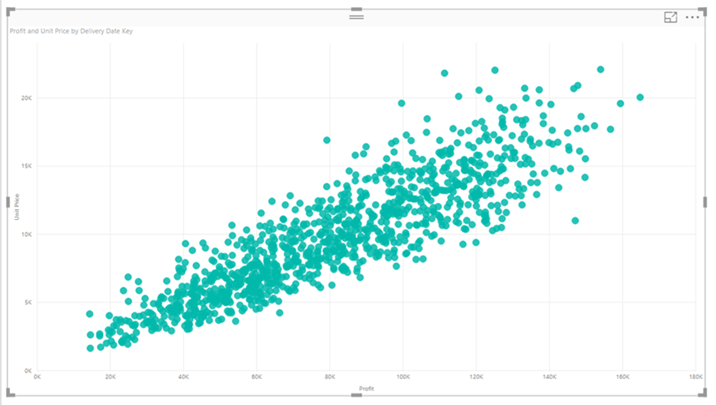 Profit and Unit Price by Delivery Date Key
20K
15K
Unit Price
10K
5K
0K
0K 20K 40K 60K 80K 100K 120K 140K 160K 180K
Profit